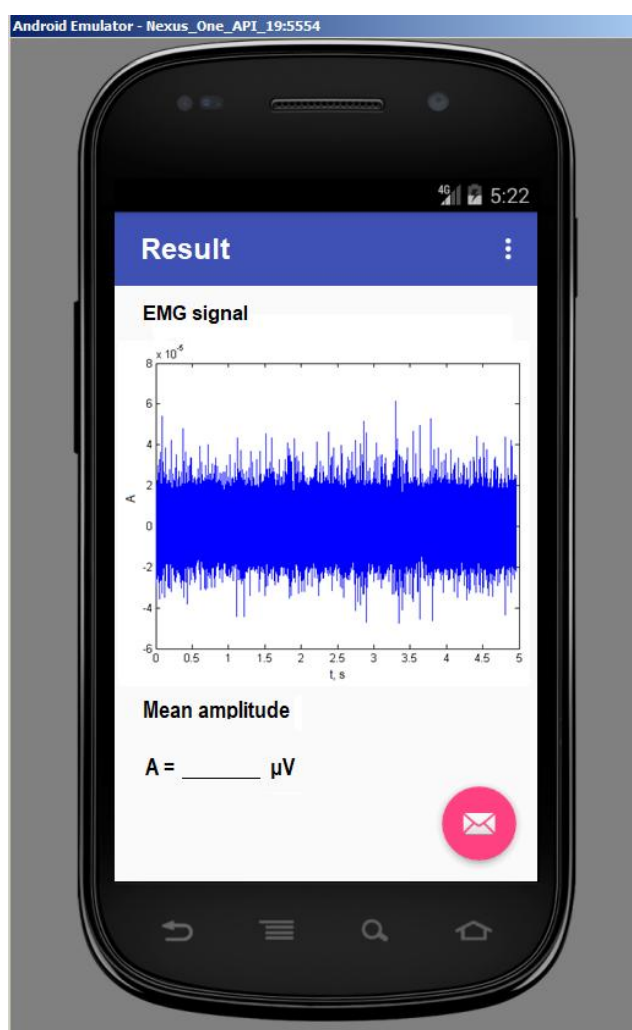 Android Emulator - Nexus_One_API_19:5554
4G 5:22
Result
EMG signal
x 10-5
8
6
4
2
0
-2
-4
-6
A
0 0.5 1 1.5 2 2.5 3 3.5 4 4.5 5
t, s
Mean amplitude
A = _______ µV